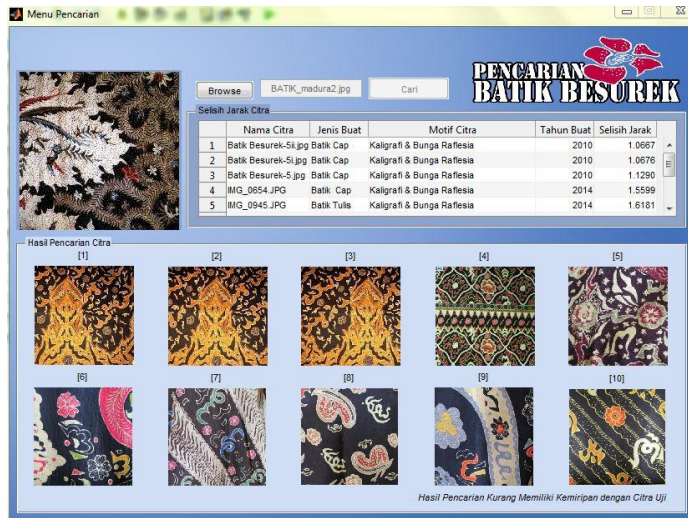 Menu Pencarian
Browse BATIK_madura2.jpg Cari
PENCARIAN
BATIK BESUREK
Selisih Jarak Citra
Nama Citra Jenis Buat Motif Citra Tahun Buat Selisih Jarak
1 Batik Besurek-5ii.jpg Batik Cap Kaligrafi & Bunga Raflesia 2010 1.0667
2 Batik Besurek-5i.jpg Batik Cap Kaligrafi & Bunga Raflesia 2010 1.0676
3 Batik Besurek-5.jpg Batik Cap Kaligrafi & Bunga Raflesia 2010 1.1290
4 IMG_0654.JPG Batik Cap Kaligrafi & Bunga Raflesia 2014 1.5599
5 IMG_0945.JPG Batik Tulis Kaligrafi & Bunga Raflesia 2014 1.6181
Hasil Pencarian Citra
[1] [2] [3] [4] [5]
[6] [7] [8] [9] [10]
Hasil Pencarian Kurang Memiliki Kemiripan dengan Citra Uji